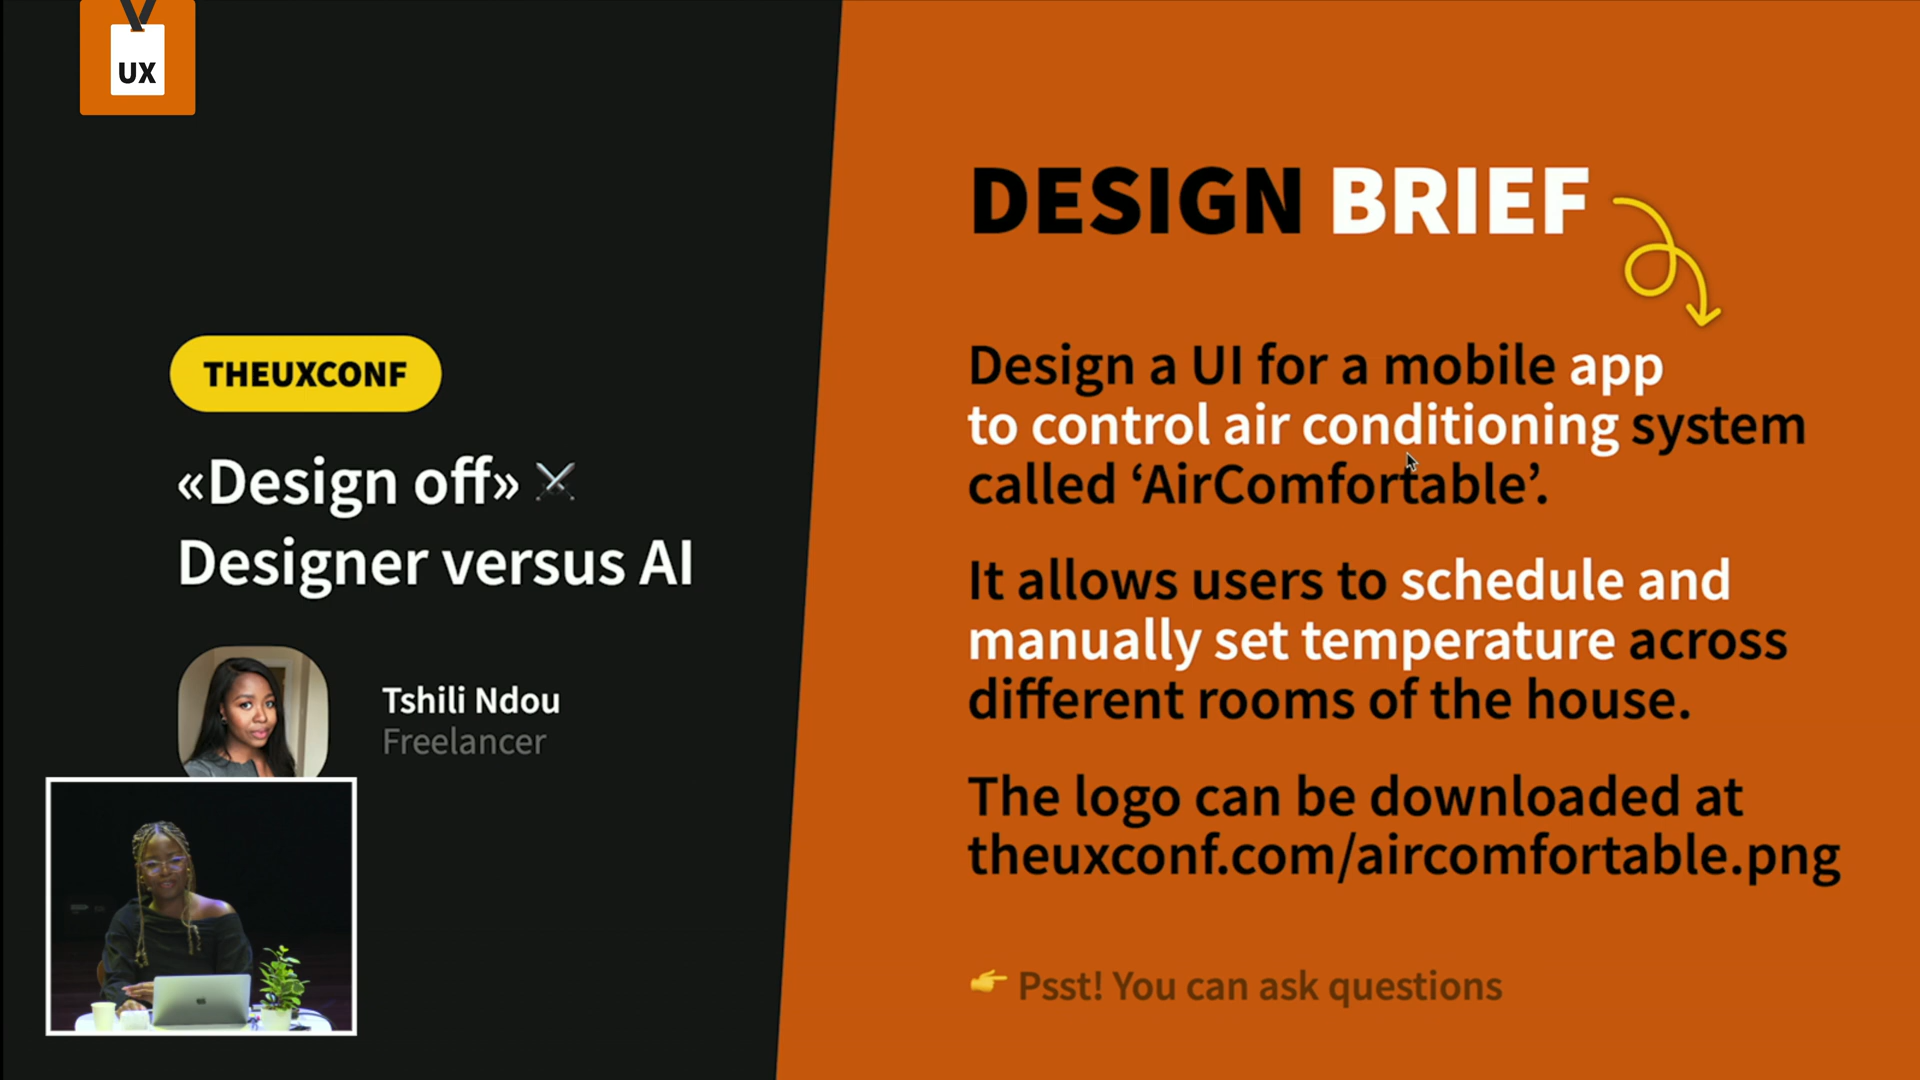 UX
THEUXCONF
«Design off» ⚔
Designer versus AI
Tshili Ndou
Freelancer
DESIGN BRIEF
Design a UI for a mobile app
to control air conditioning system
called ‘AirComfortable’.
It allows users to schedule and
manually set temperature across
different rooms of the house.
The logo can be downloaded at
theuxconf.com/aircomfortable.png
👉 Psst! You can ask questions